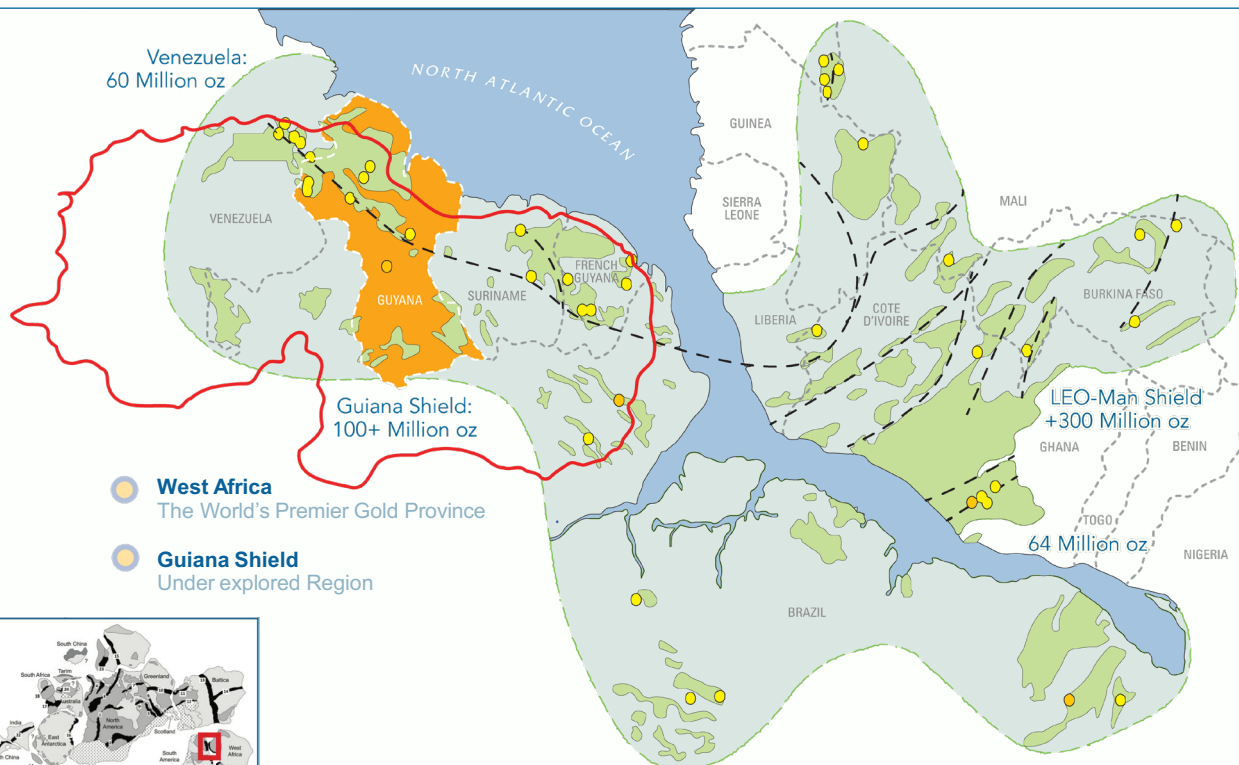 Venezuela:
60 Million oz
NORTH ATLANTIC OCEAN
GUINEA
SIERRA
LEONE
MALI
VENEZUELA
GUYANA
SURINAME
FRENCH
GUYANA
LIBERIA
COTE
D'IVOIRE
BURKINA FASO
Guiana Shield:
100+ Million oz
LEO-Man Shield
+300 Million oz
GHANA
BENIN
TOGO
64 Million oz
NIGERIA
BRAZIL
West Africa
The World's Premier Gold Province
Guiana Shield
Under explored Region
South China
South Africa
Tarim
Greenland
Baltica
North
America
India
East
Antarctica
Scotland
South
America
West
Africa